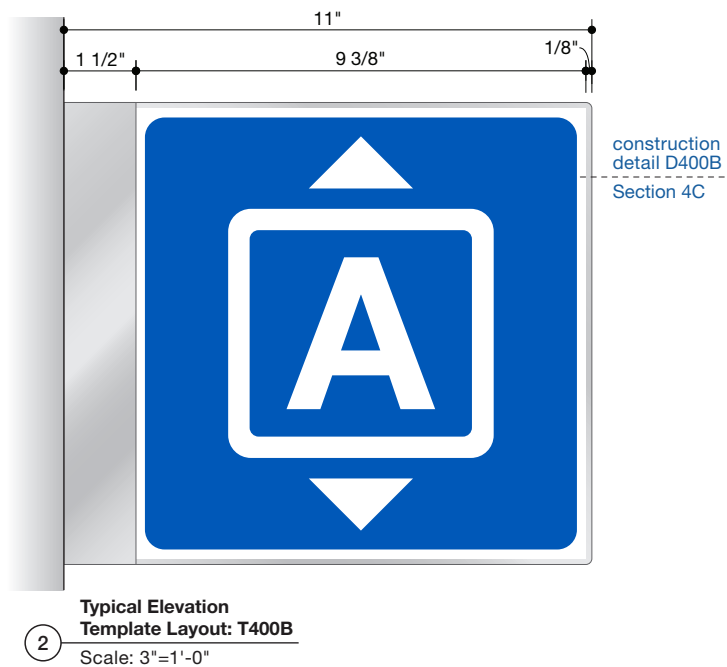 11"
1 1/2"
9 3/8"
1/8"
construction
detail D400B
Section 4C
A
Typical Elevation
Template Layout: T400B
2
Scale: 3"=1'-0"